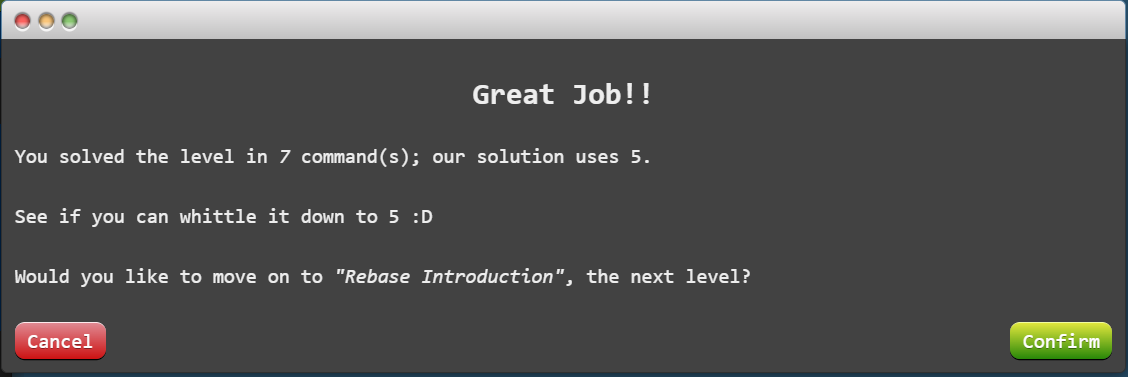 Great Job!!
You solved the level in 7 command(s); our solution uses 5.
See if you can whittle it down to 5 :D
Would you like to move on to "Rebase Introduction", the next level?
Cancel
Confirm